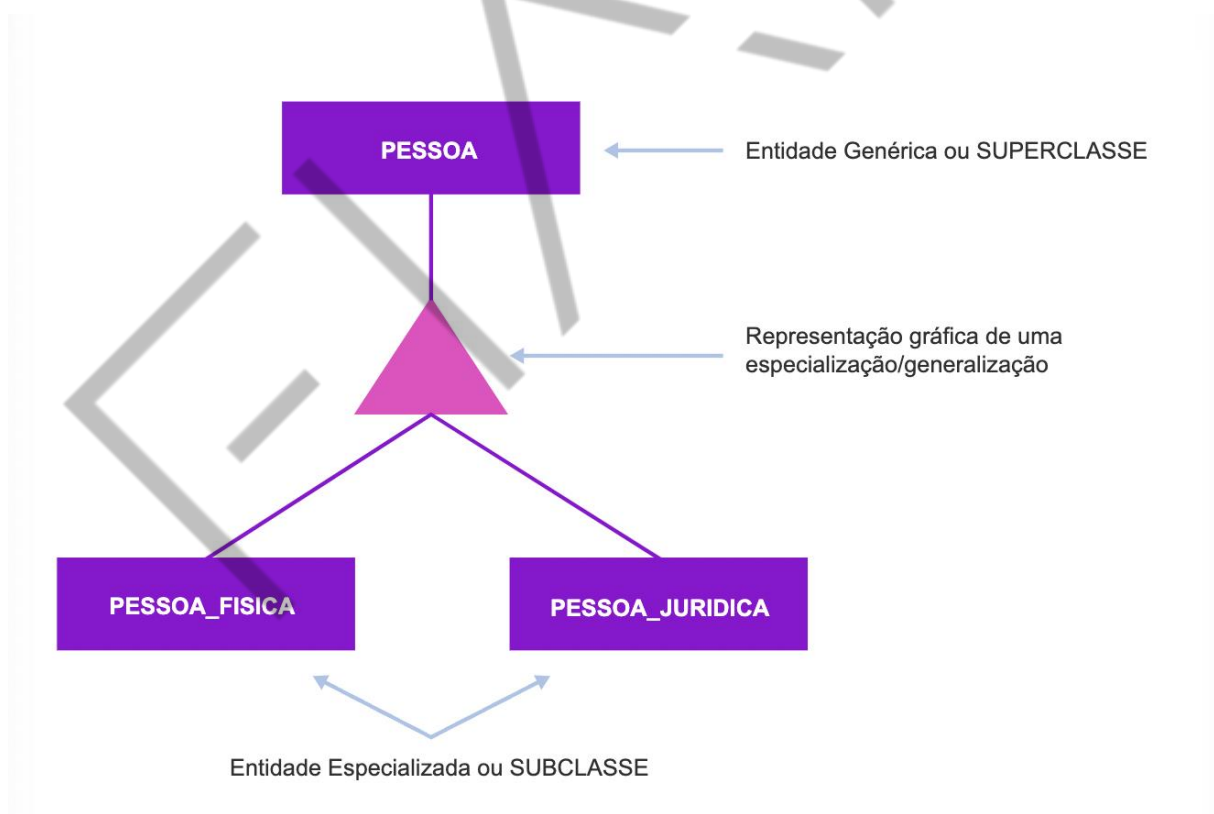 PESSOA
Entidade Genérica ou SUPERCLASSE
Representação gráfica de uma
especialização/generalização
PESSOA_FISICA
PESSOA_JURIDICA
Entidade Especializada ou SUBCLASSE